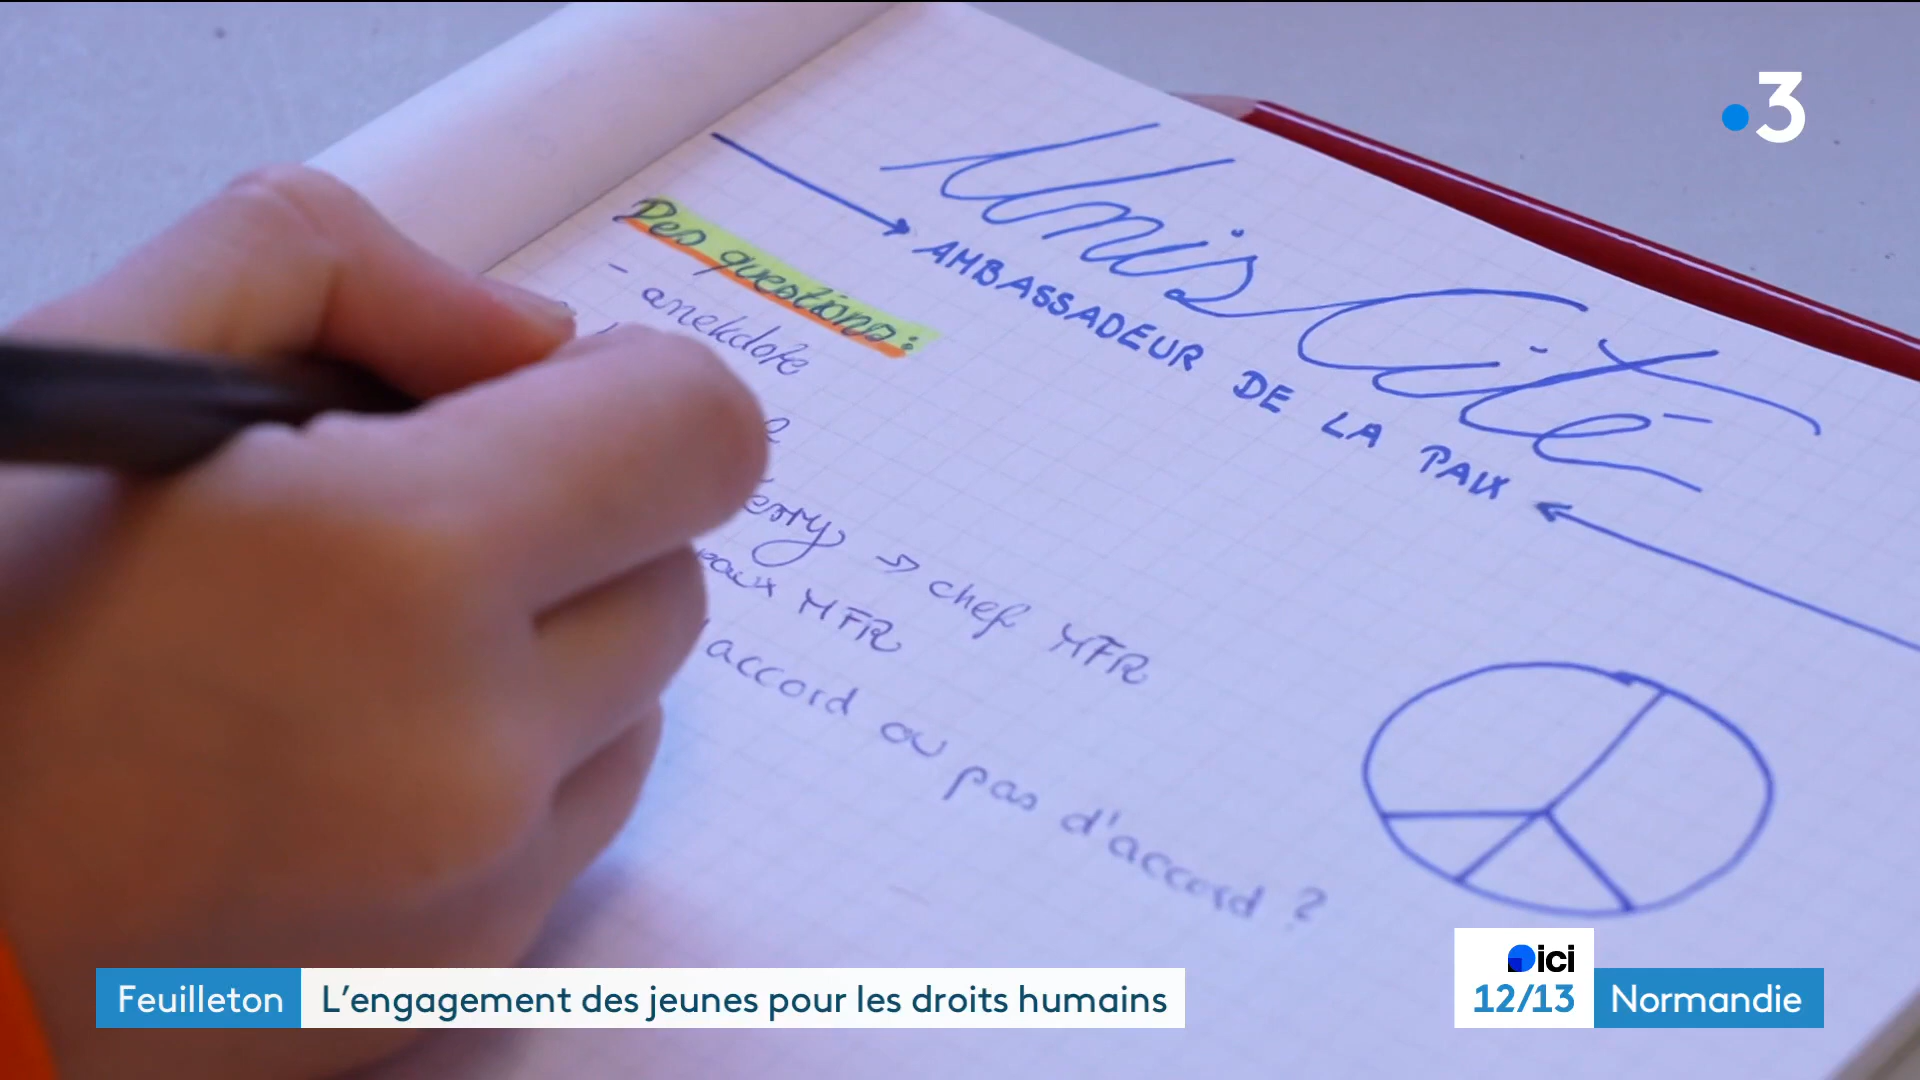 3
Unis Cité
AMBASSADEUR DE LA PAIX
Des questions :
- anekdote
→ chef MFR
MFR
accord ou pas d'accord ?
ici
12/13
Normandie
Feuilleton
L'engagement des jeunes pour les droits humains